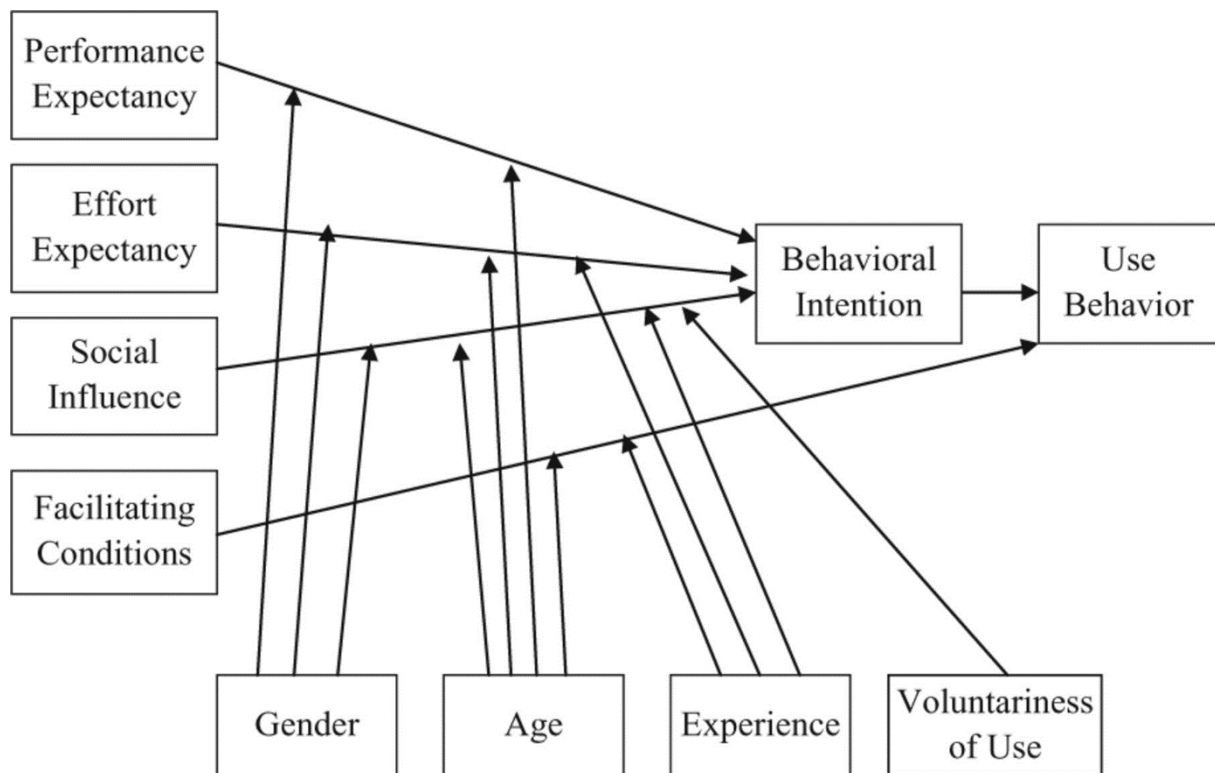 Performance
Expectancy
Effort
Expectancy
Social
Influence
Facilitating
Conditions
Behavioral
Intention
Use
Behavior
Gender
Age
Experience
Voluntariness
of Use